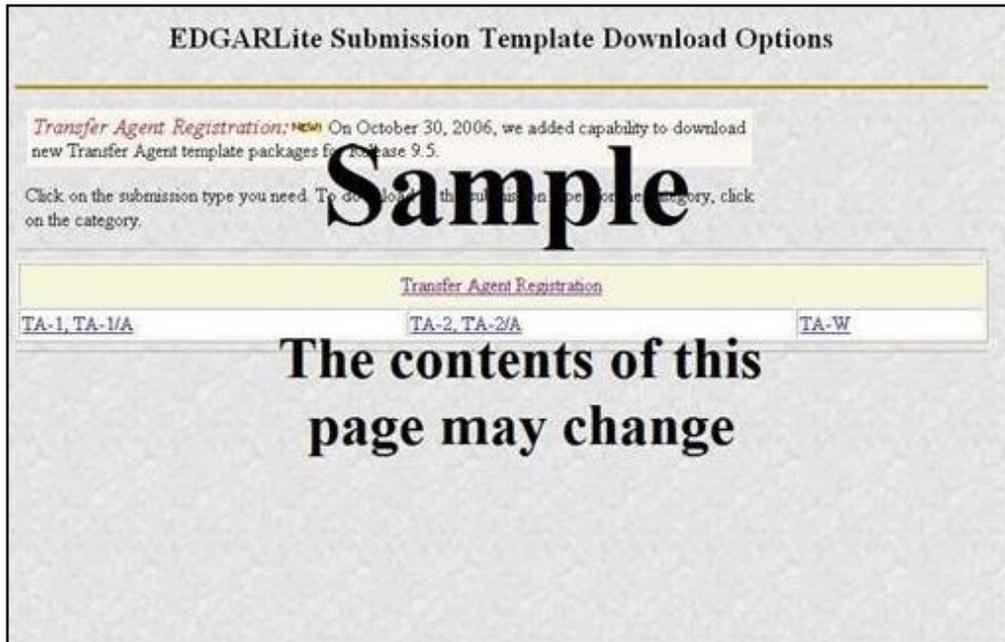 EDGARLite Submission Template Download Options
Transfer Agent Registration: NEW! On October 30, 2006, we added capability to download
new Transfer Agent template packages for Release 9.5.
Sample
Click on the submission type you need. To download the submission for the category, click
on the category.
Transfer Agent Registration
TA-1, TA-1/A TA-2, TA-2/A TA-W
The contents of this
page may change